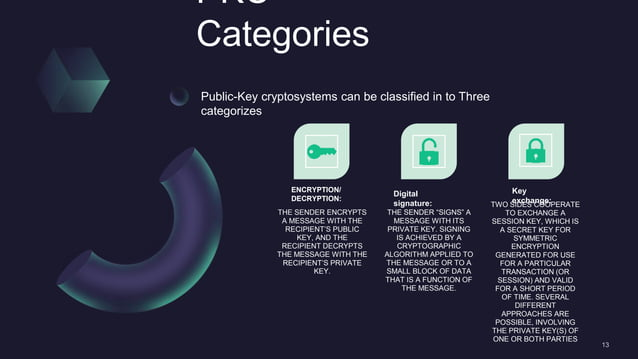 Categories
Public-Key cryptosystems can be classified in to Three
categorizes
ENCRYPTION/
DECRYPTION:
THE SENDER ENCRYPTS
A MESSAGE WITH THE
RECIPIENT'S PUBLIC
KEY, AND THE
RECIPIENT DECRYPTS
THE MESSAGE WITH THE
RECIPIENT'S PRIVATE
KEY.
Digital
signature:
THE SENDER "SIGNS" A
MESSAGE WITH ITS
PRIVATE KEY. SIGNING
IS ACHIEVED BY A
CRYPTOGRAPHIC
ALGORITHM APPLIED TO
THE MESSAGE OR TO A
SMALL BLOCK OF DATA
THAT IS A FUNCTION OF
THE MESSAGE.
Key
exchange:
TWO SIDES COOPERATE
TO EXCHANGE A
SESSION KEY, WHICH IS
A SECRET KEY FOR
SYMMETRIC
ENCRYPTION
GENERATED FOR USE
FOR A PARTICULAR
TRANSACTION (OR
SESSION) AND VALID
FOR A SHORT PERIOD
OF TIME. SEVERAL
DIFFERENT
APPROACHES ARE
POSSIBLE, INVOLVING
THE PRIVATE KEY(S) OF
ONE OR BOTH PARTIES
13